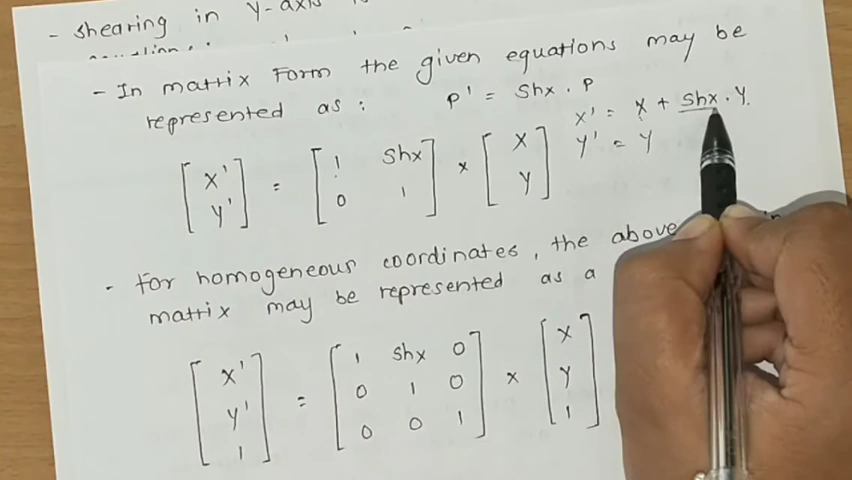 - shearing in Y-axis
- In matrix form the given equations may be
represented as : P' = Shx . P
X' = X + Shx . Y
Y' = Y
[X' Y'] = [1 Shx 0 1] × [X Y]
. For homogeneous coordinates, the above
matrix may be represented as a
[X' Y' 1] = [1 Shx 0 0 1 0 0 0 1] × [X Y 1]